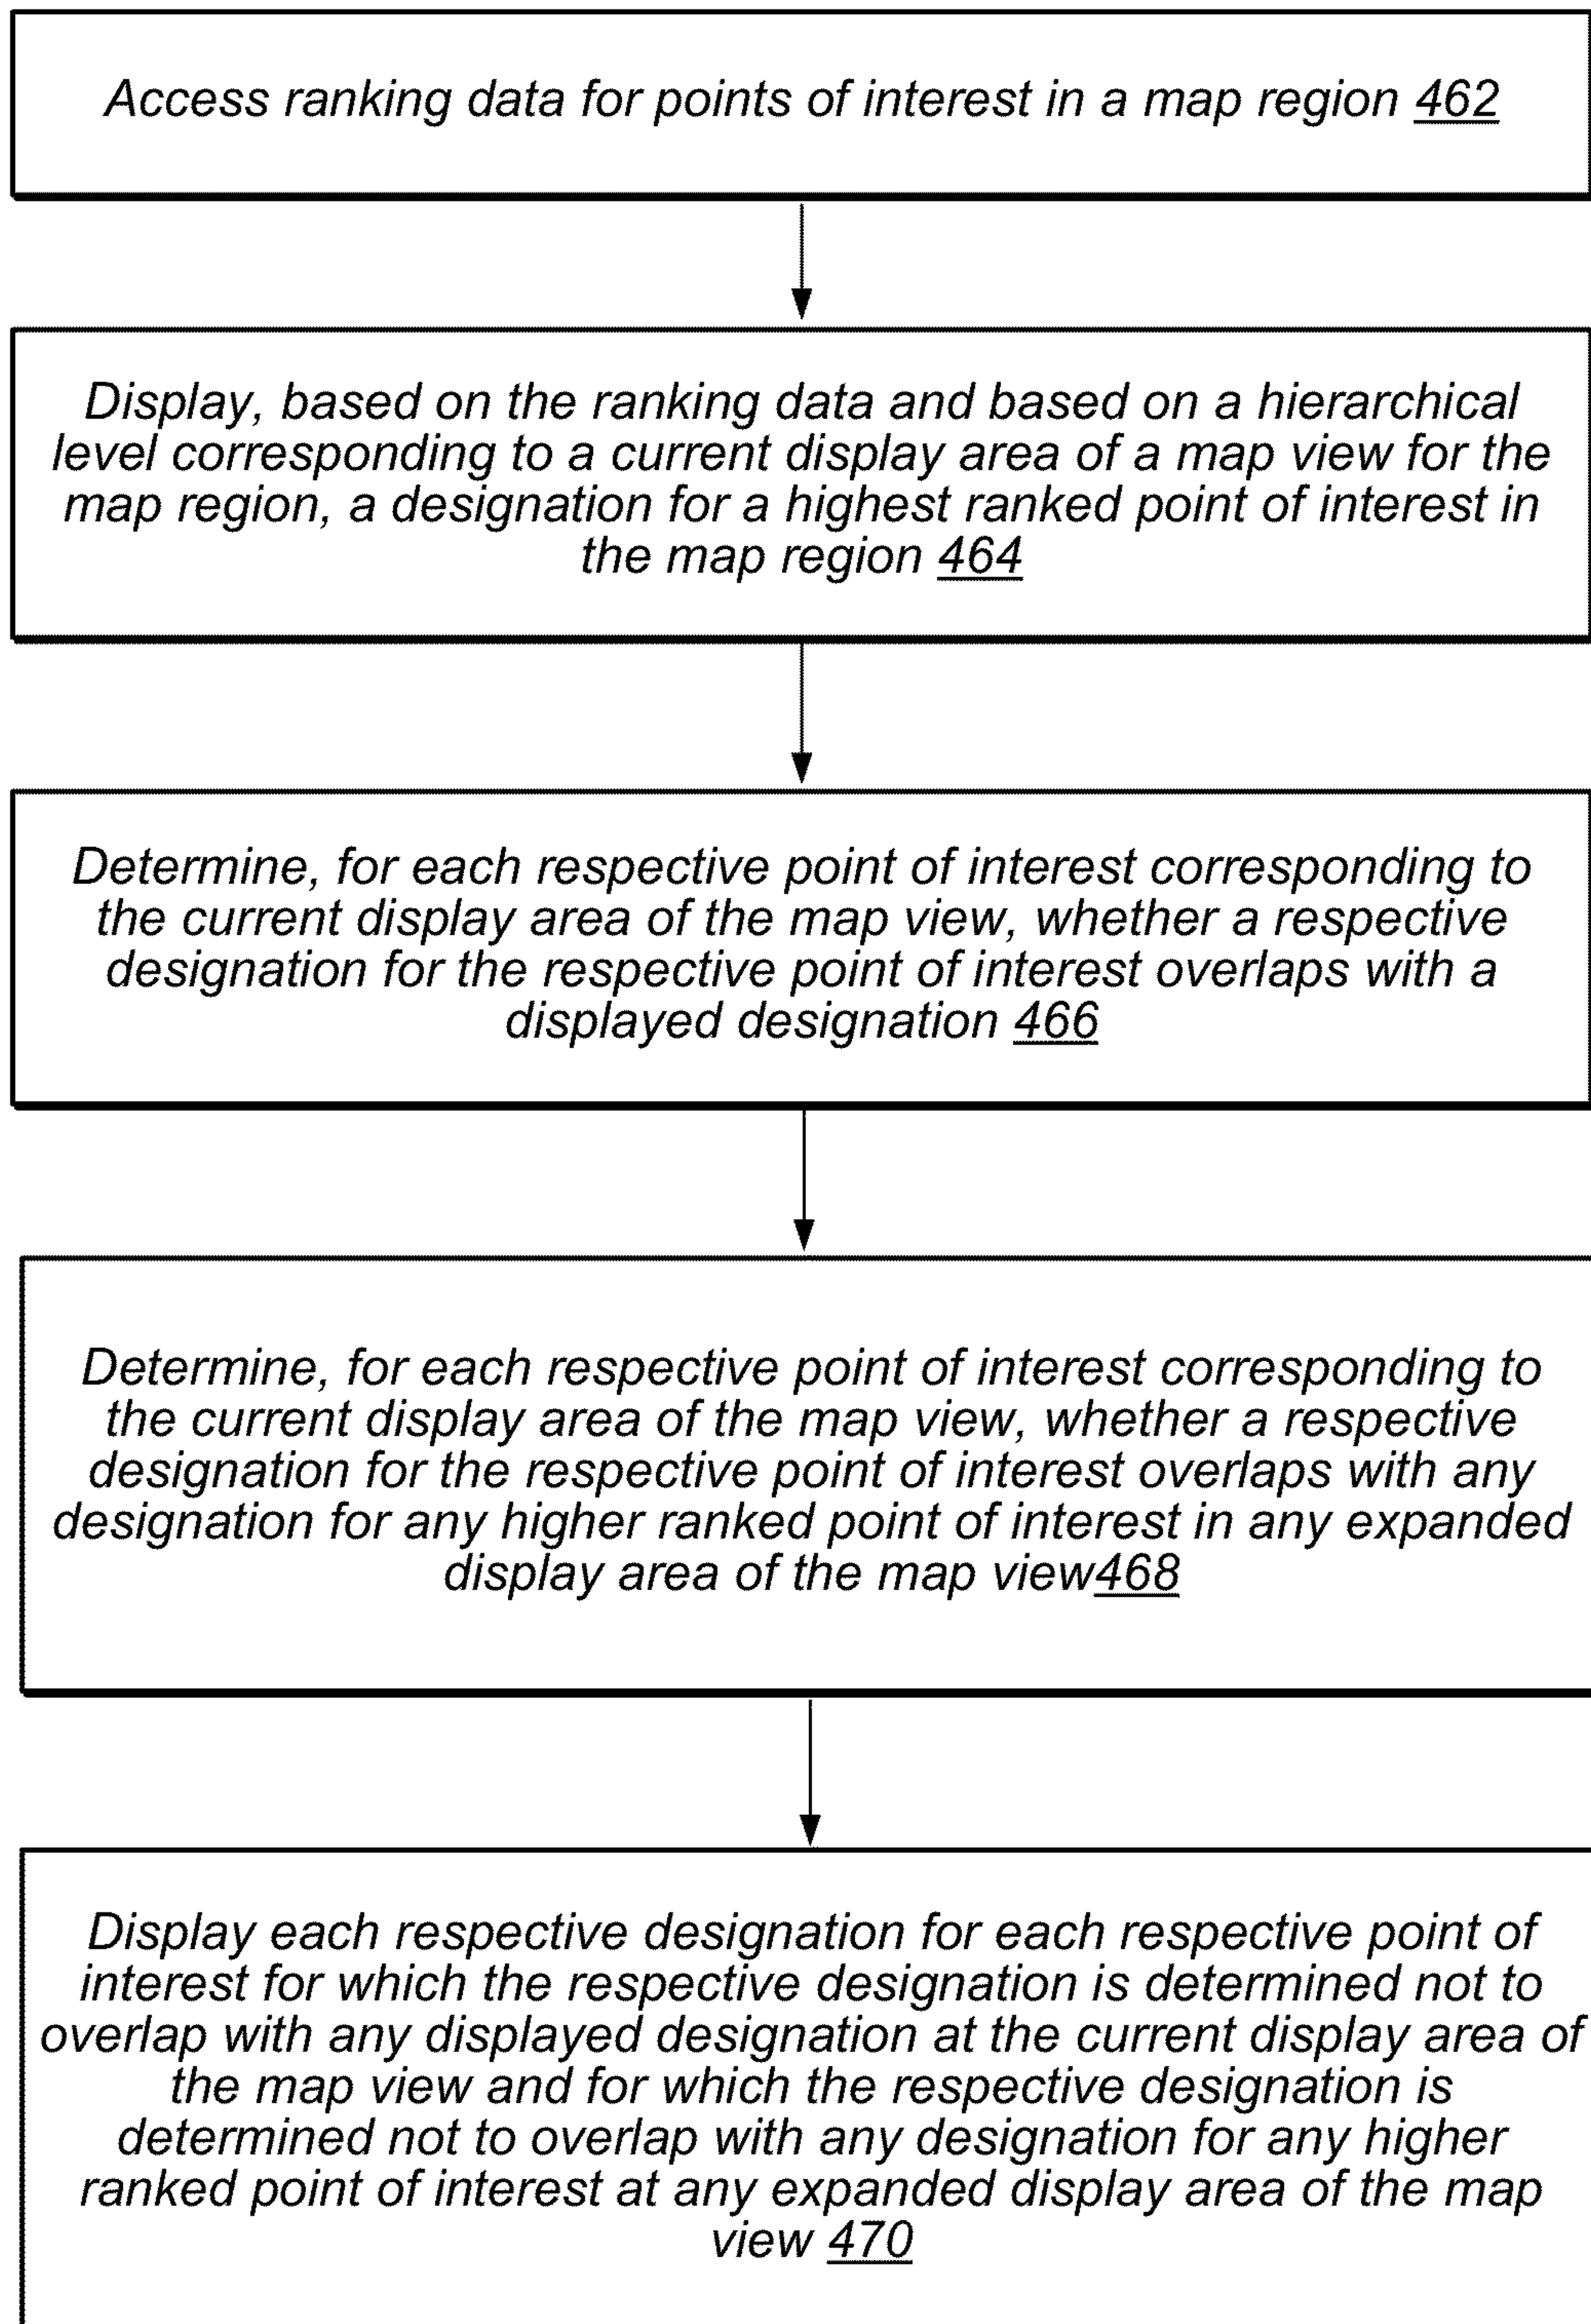 Access ranking data for points of interest in a map region 462
Display, based on the ranking data and based on a hierarchical
level corresponding to a current display area of a map view for the
map region, a designation for a highest ranked point of interest in
the map region 464
Determine, for each respective point of interest corresponding to
the current display area of the map view, whether a respective
designation for the respective point of interest overlaps with a
displayed designation 466
Determine, for each respective point of interest corresponding to
the current display area of the map view, whether a respective
designation for the respective point of interest overlaps with any
designation for any higher ranked point of interest in any expanded
display area of the map view468
Display each respective designation for each respective point of
interest for which the respective designation is determined not to
overlap with any displayed designation at the current display area of
the map view and for which the respective designation is
determined not to overlap with any designation for any higher
ranked point of interest at any expanded display area of the map
view 470